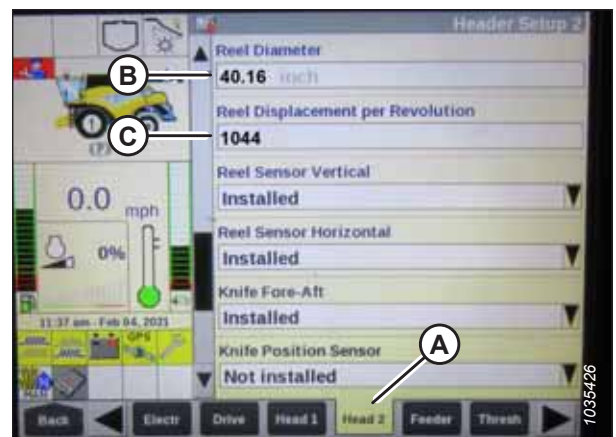 Header Setup 2
Reel Diameter
B
40.16 inch
Reel Displacement per Revolution
C
1044
(P)
Reel Sensor Vertical
Installed
0.0 mph
Reel Sensor Horizontal
Installed
0%
Knife Fore-Aft
Installed
11:37 am - Feb 04, 2021
GPS
A
Knife Position Sensor
Not installed
Back
Electr
Drive
Head 1
Head 2
Feeder
Thresh
1035426